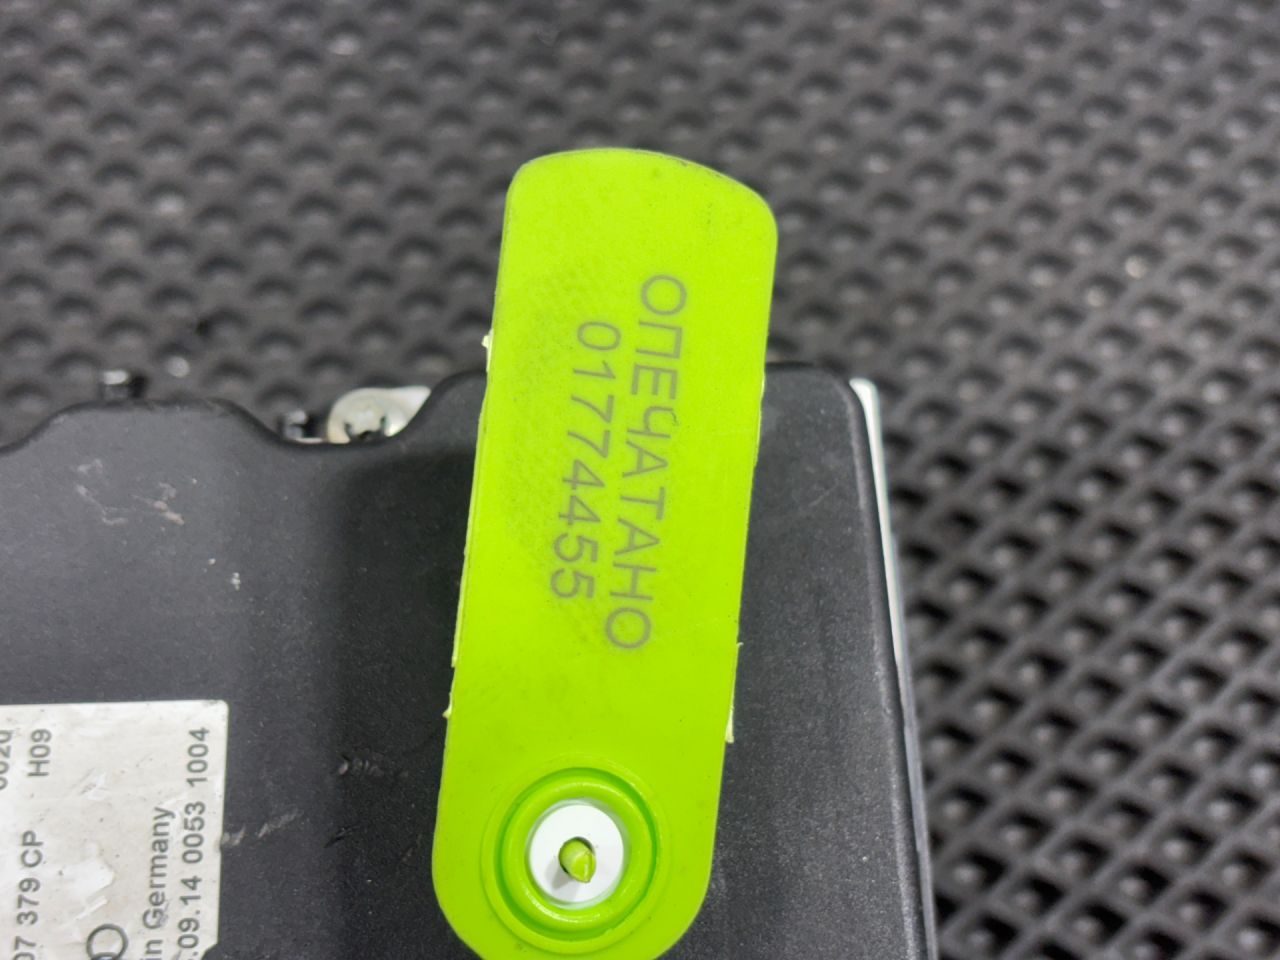 ОПЕЧАТАНО
01774455
H09
07 379 CP
in Germany
.09.14 0053 1004